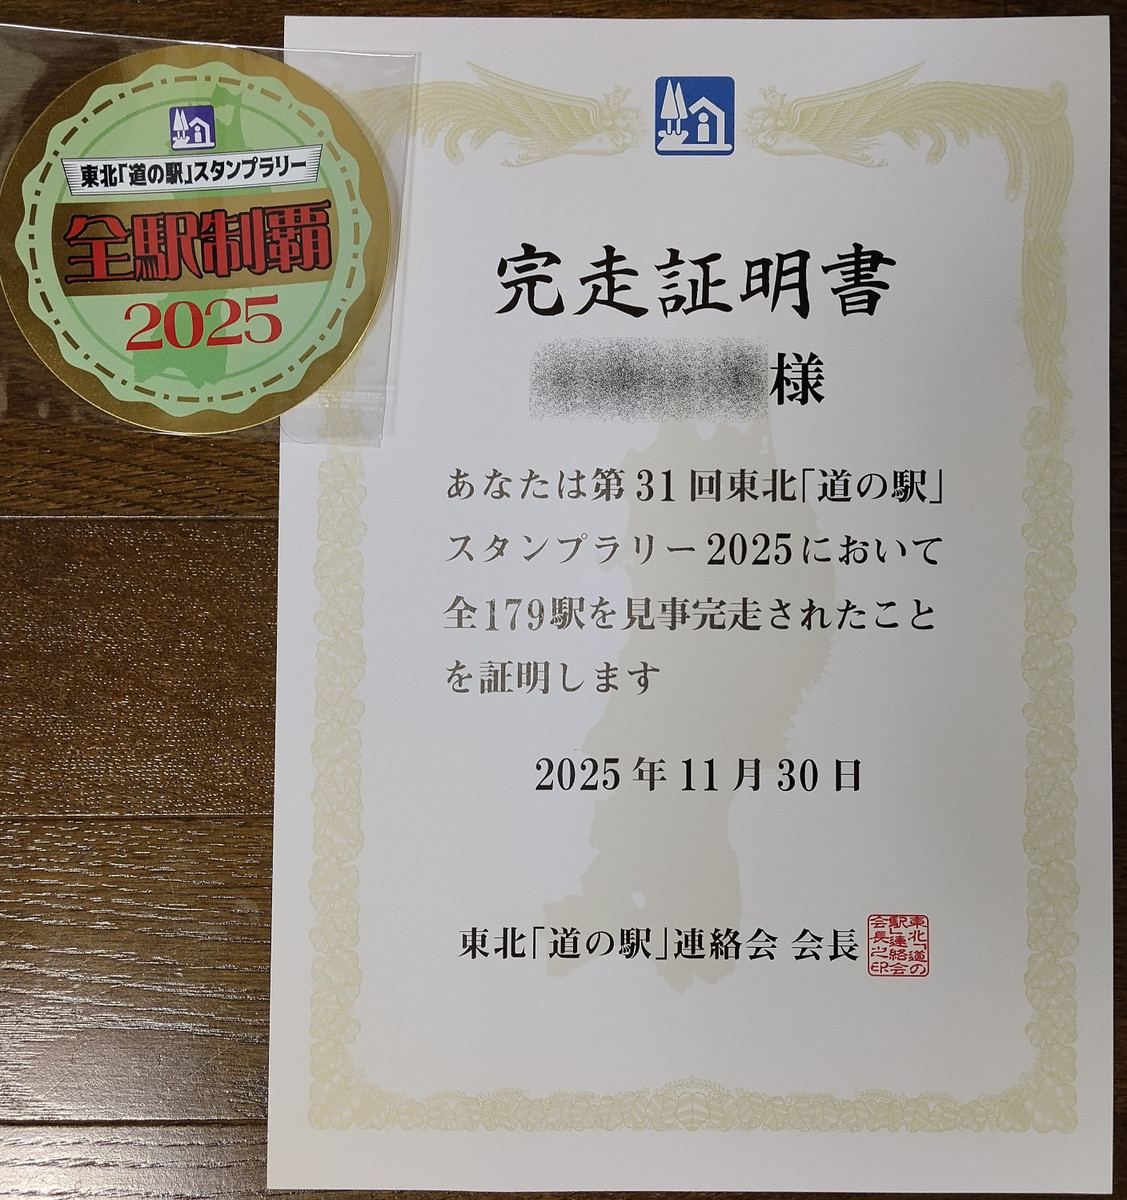 東北「道の駅」スタンプラリー
全駅制覇
2025
完走証明書
様
あなたは第31回東北「道の駅」
スタンプラリー2025において
全179駅を見事完走されたこと
を証明します
2025年11月30日
東北「道の駅」連絡会 会長
東北「道の
駅」連絡会
会長之印